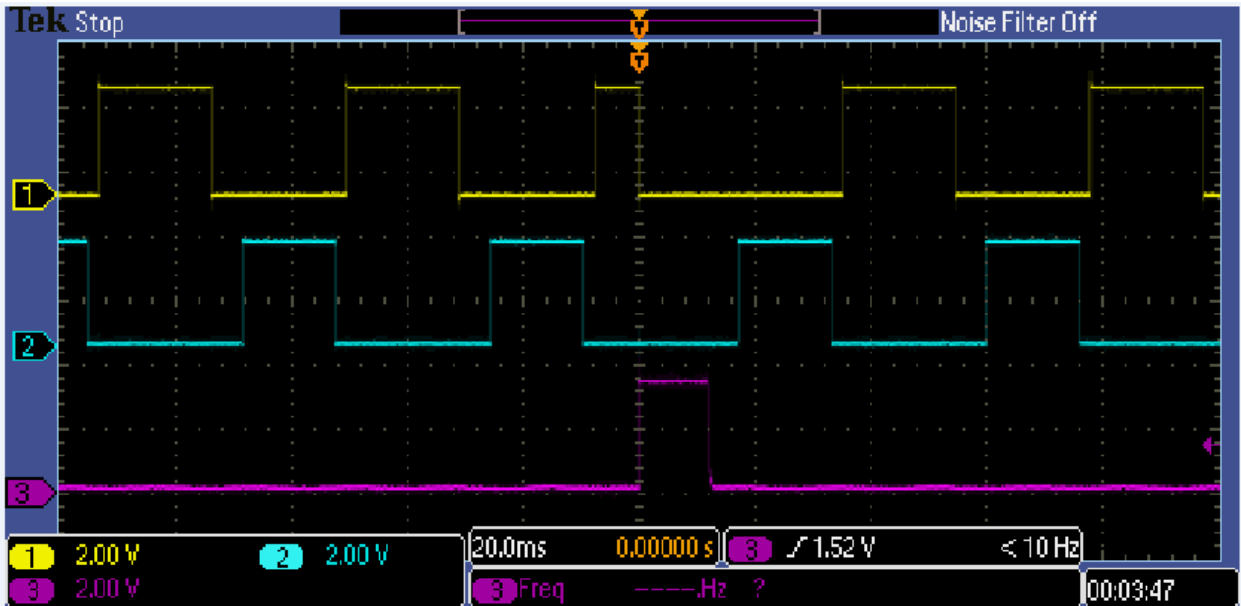 Tek Stop
Noise Filter Off
T
T
1
2
3
1 2.00 V 2 2.00 V
3 2.00 V
20.0ms 0.00000 s
3 1.52 V < 10 Hz
3 Freq ----.Hz ?
00:03:47